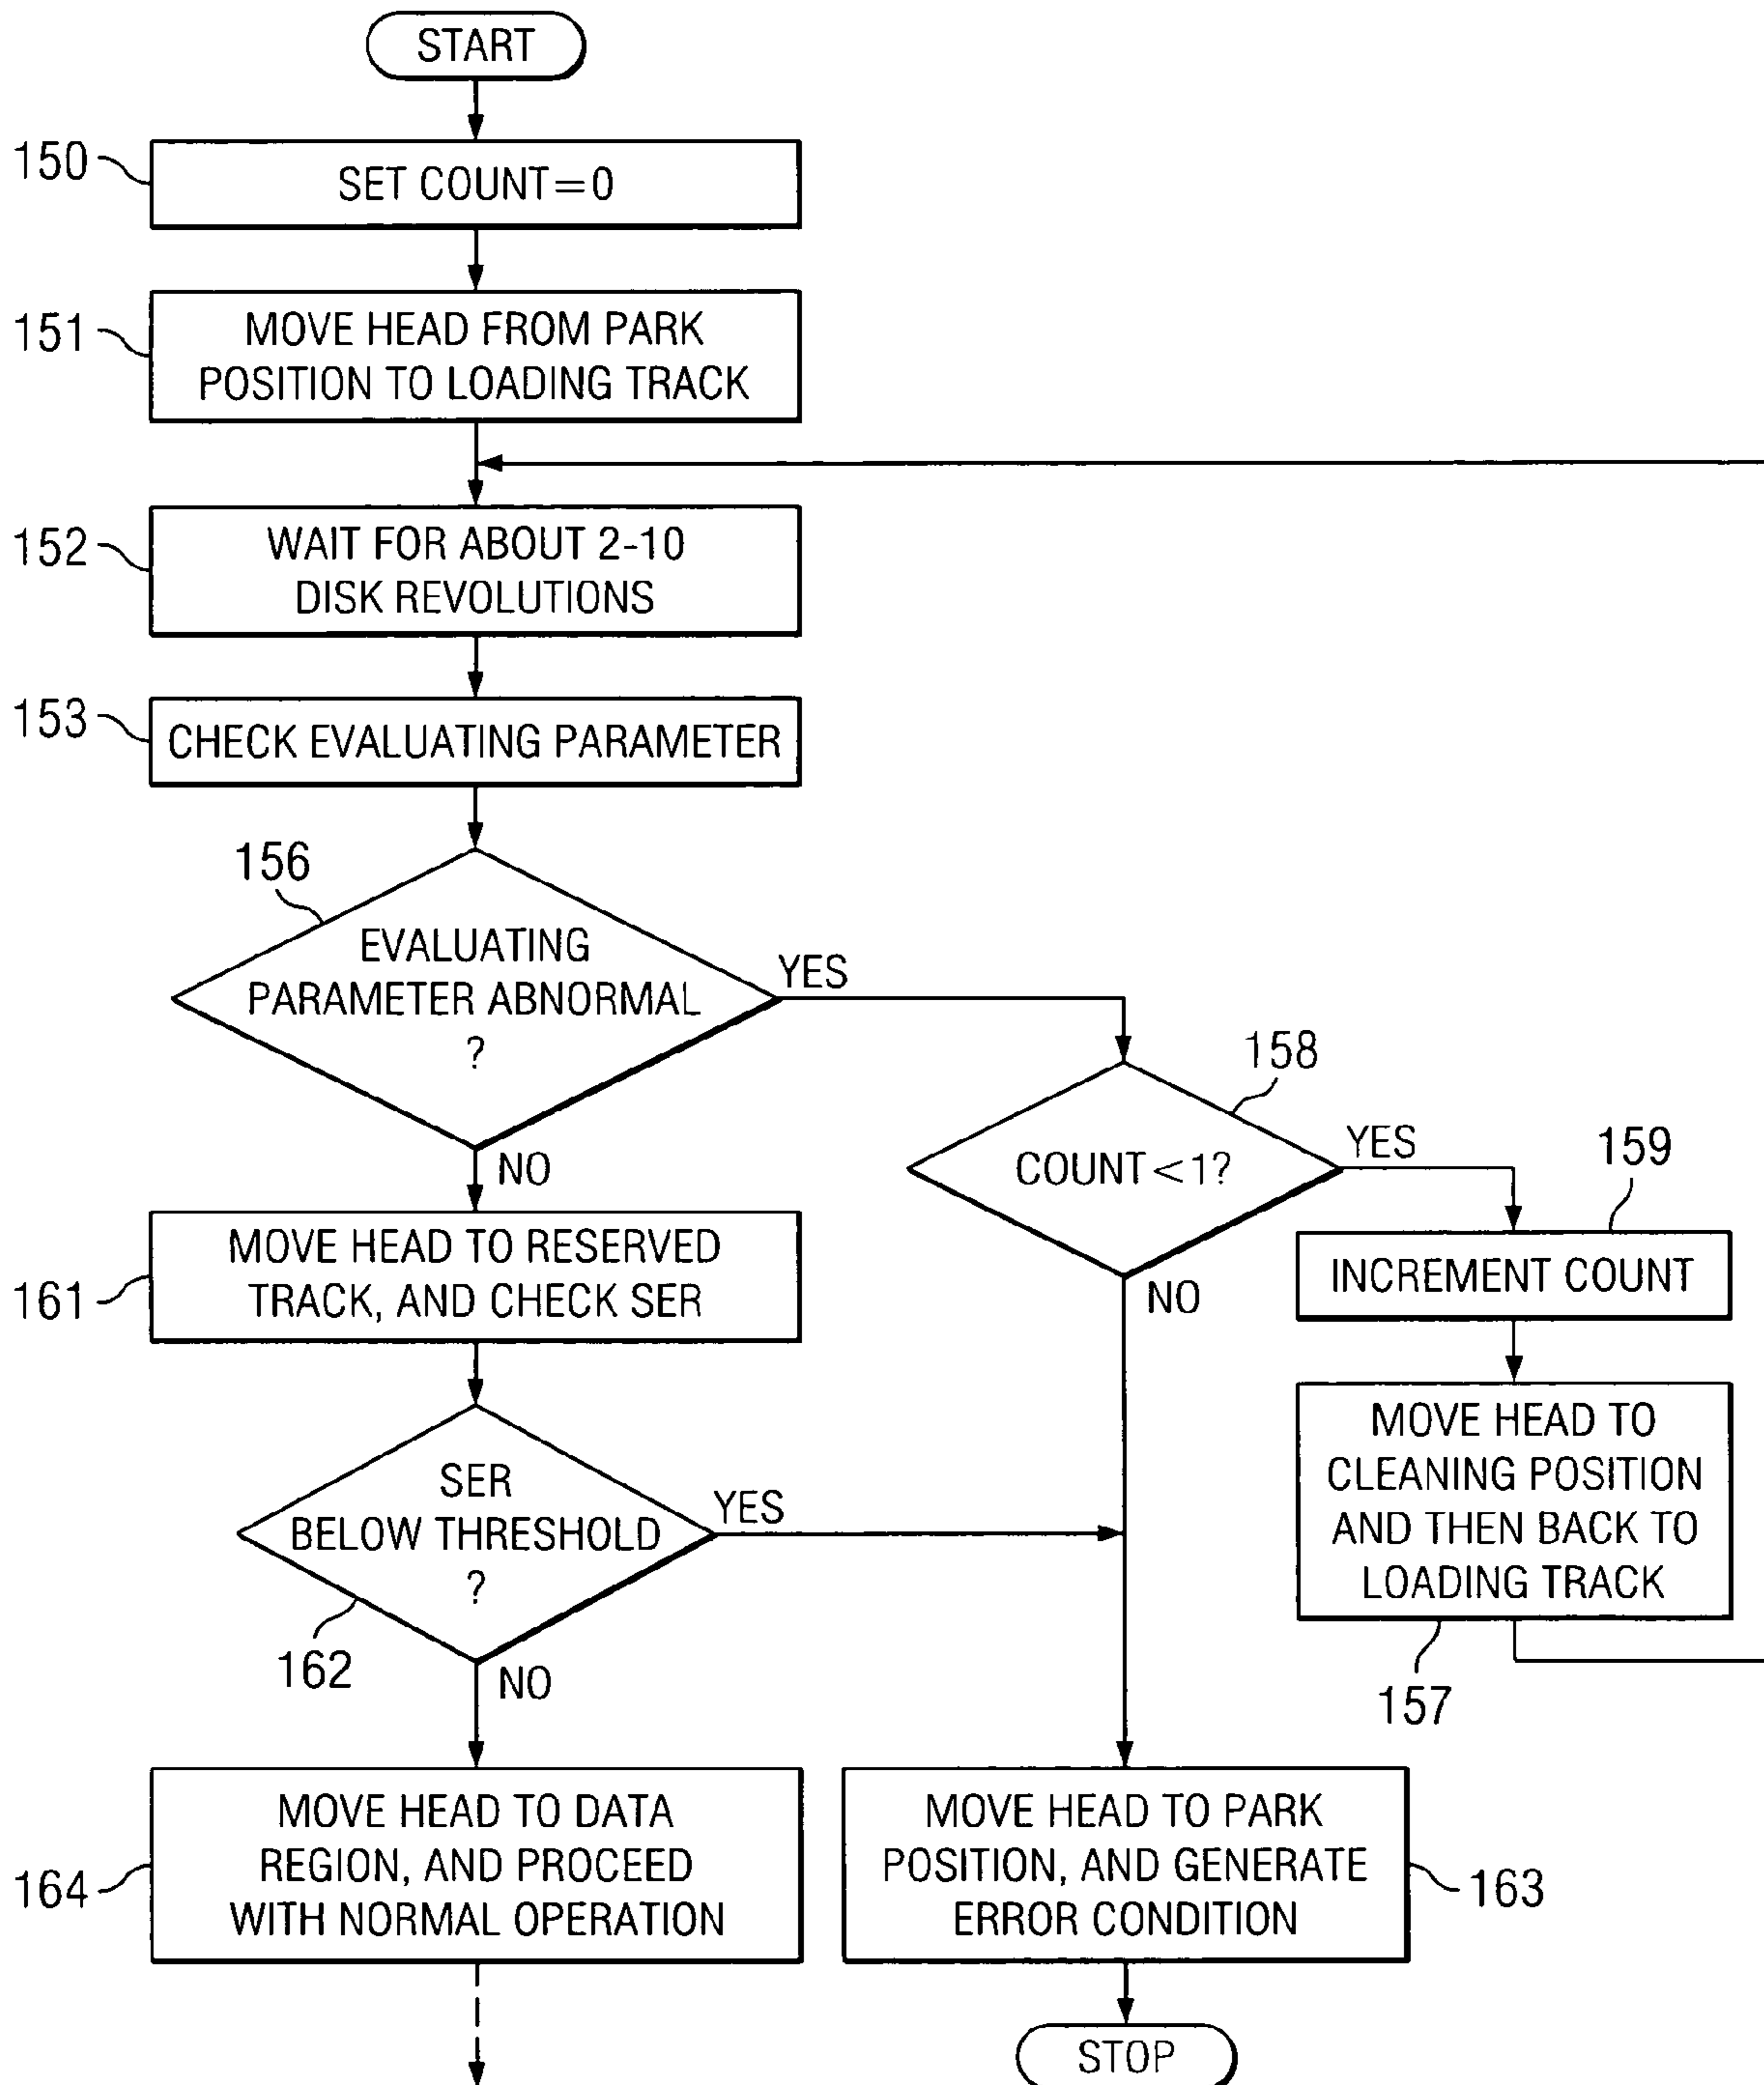 START
150
SET COUNT=0
151
MOVE HEAD FROM PARK
POSITION TO LOADING TRACK
152
WAIT FOR ABOUT 2-10
DISK REVOLUTIONS
153
CHECK EVALUATING PARAMETER
156
EVALUATING
PARAMETER ABNORMAL
?
YES
NO
158
COUNT<1?
YES
NO
159
INCREMENT COUNT
161
MOVE HEAD TO RESERVED
TRACK, AND CHECK SER
MOVE HEAD TO
CLEANING POSITION
AND THEN BACK TO
LOADING TRACK
157
SER
BELOW THRESHOLD
?
YES
162
NO
164
MOVE HEAD TO DATA
REGION, AND PROCEED
WITH NORMAL OPERATION
MOVE HEAD TO PARK
POSITION, AND GENERATE
ERROR CONDITION
163
STOP